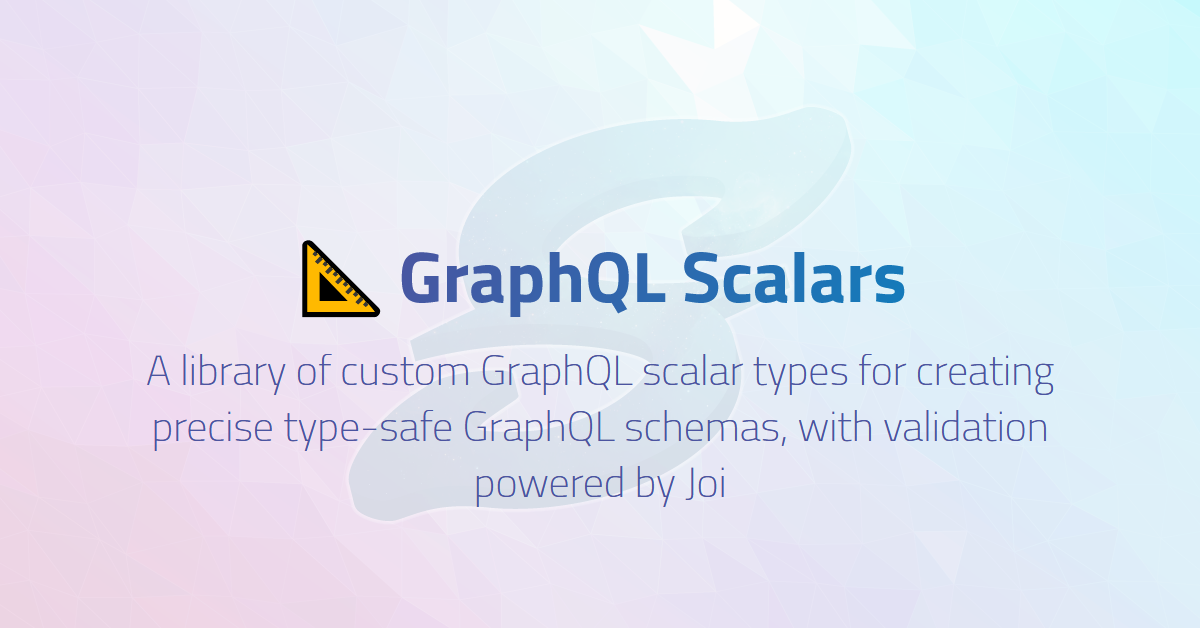 GraphQL Scalars
A library of custom GraphQL scalar types for creating
precise type-safe GraphQL schemas, with validation
powered by Joi